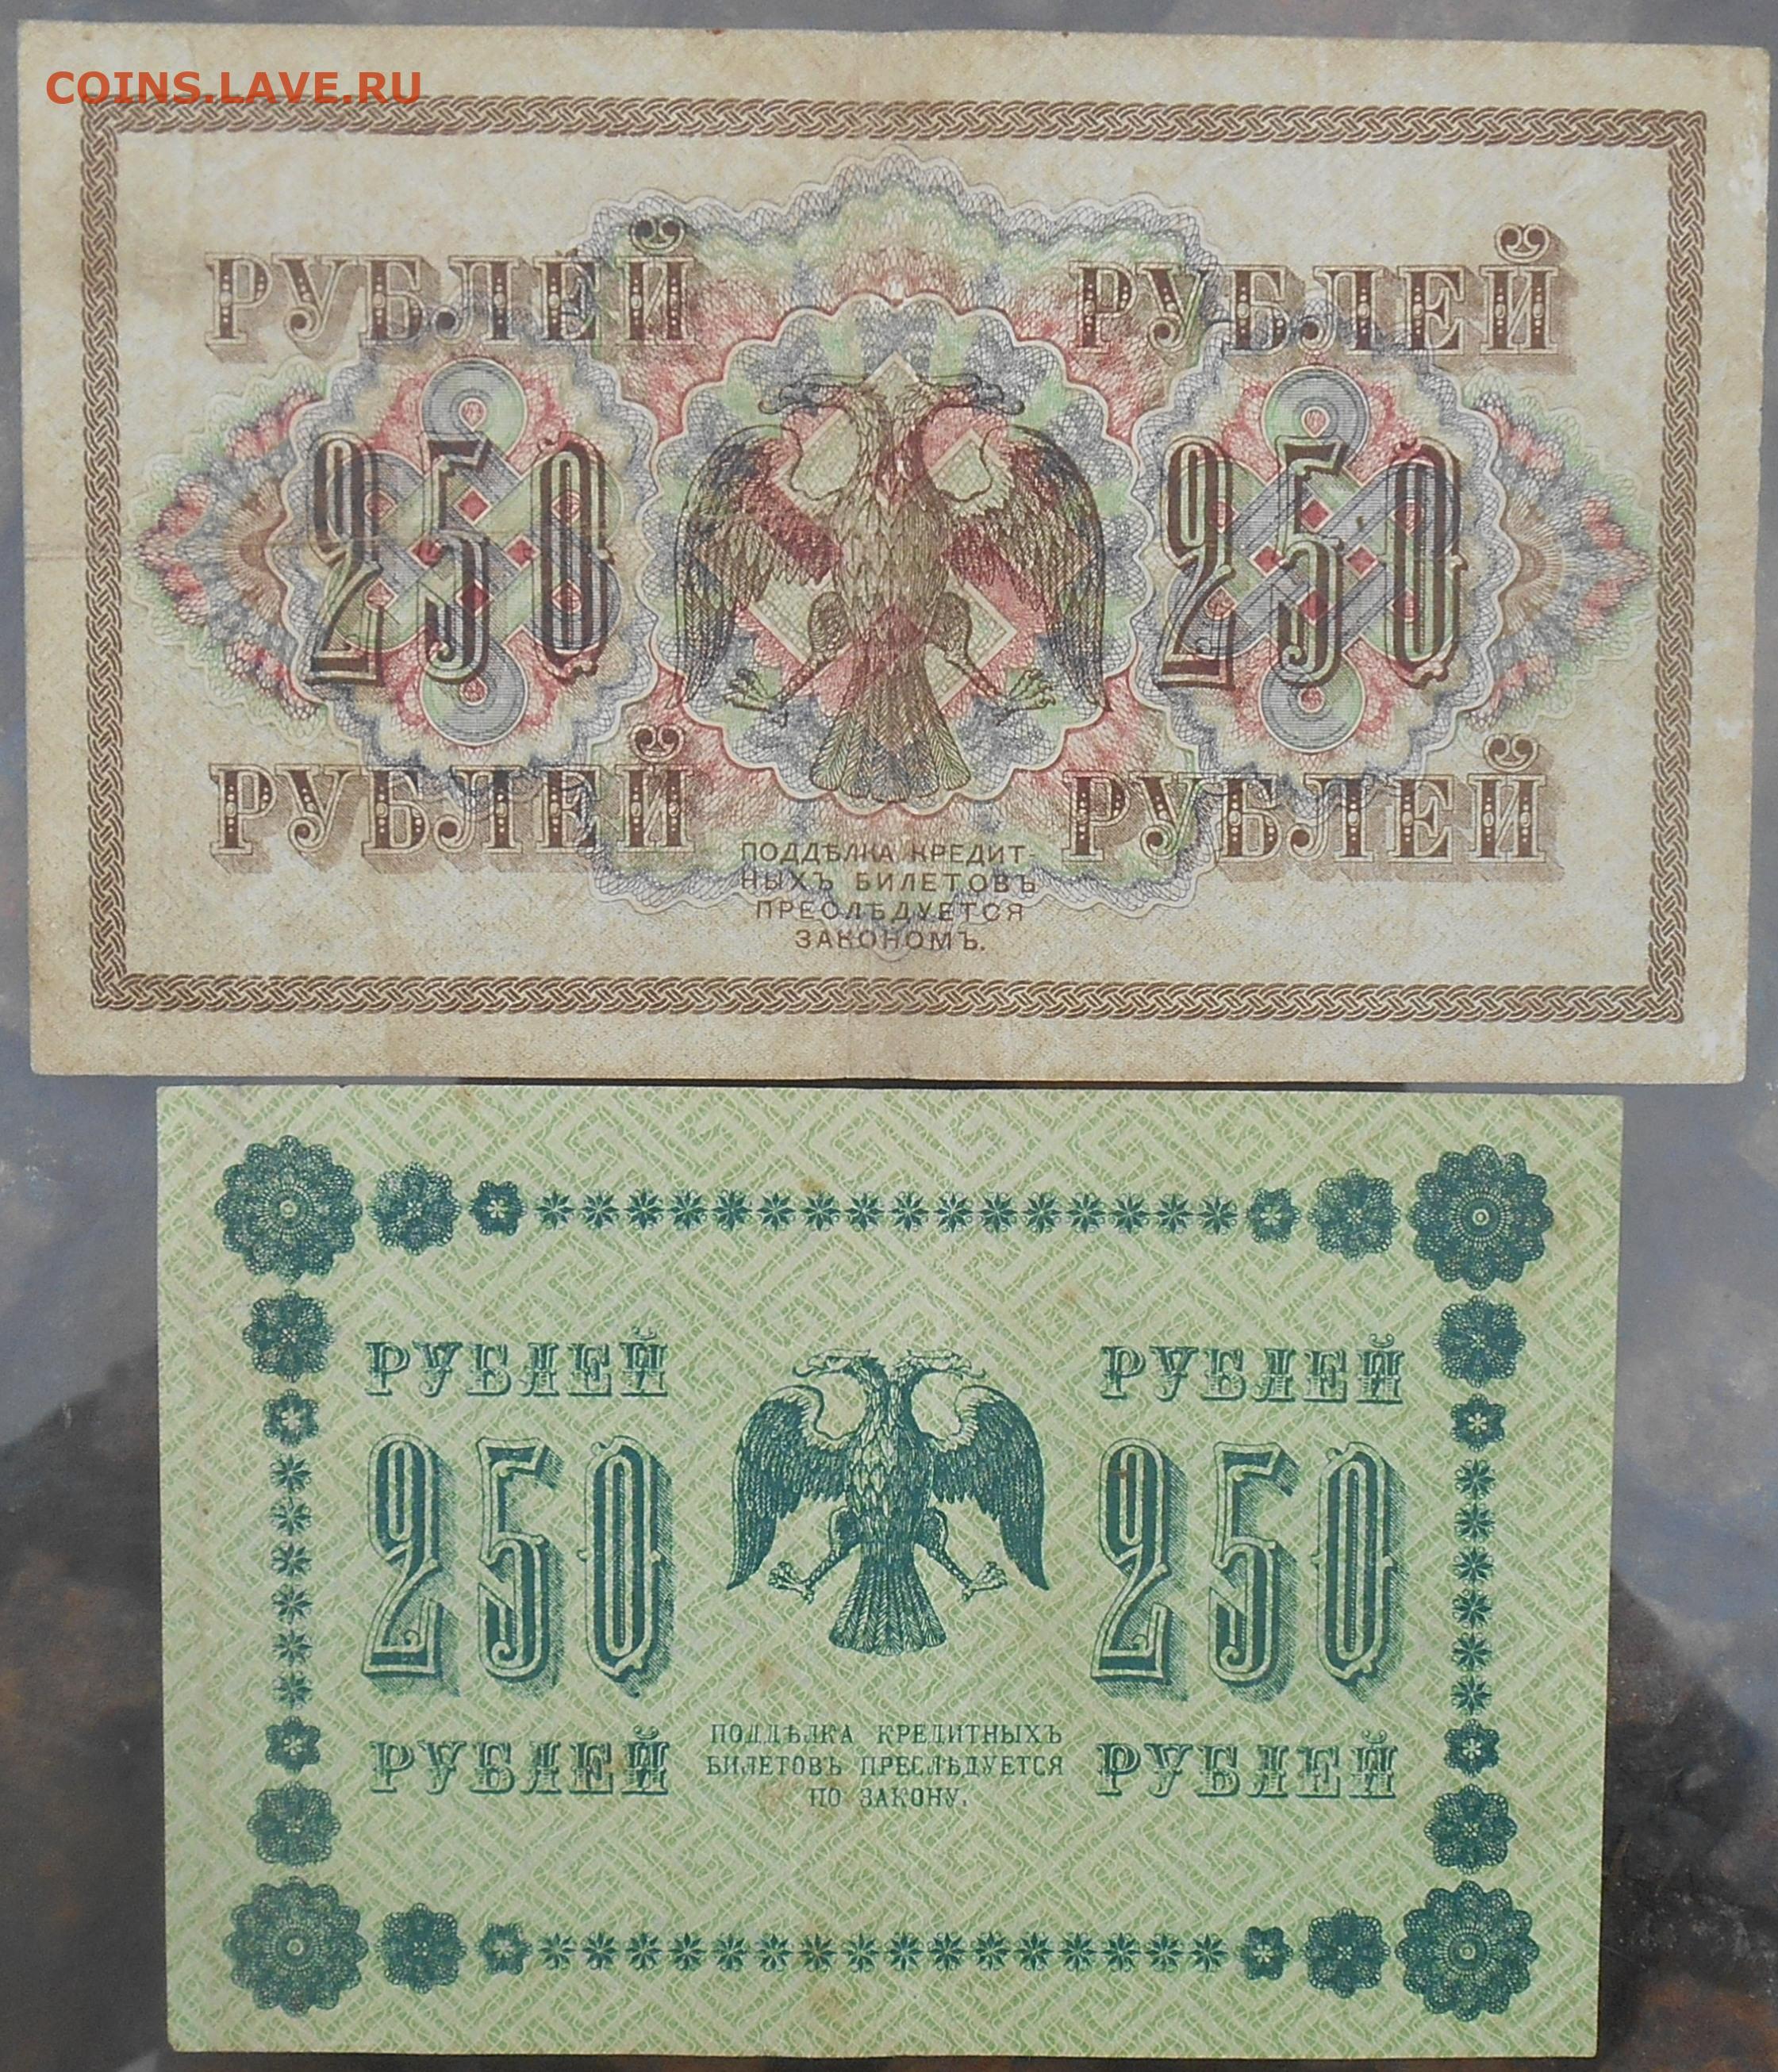 COINS.LAVE.RU
РУБЛЕЙ РУБЛЕЙ
250 250
РУБЛЕЙ РУБЛЕЙ
ПОДДѢЛКА КРЕДИТ-
НЫХЪ БИЛЕТОВЪ
ПРЕСЛѢДУЕТСЯ
ЗАКОНОМЪ.
РУБЛЕЙ РУБЛЕЙ
250 250
РУБЛЕЙ РУБЛЕЙ
ПОДДѢЛКА КРЕДИТНЫХЪ
БИЛЕТОВЪ ПРЕСЛѢДУЕТСЯ
ПО ЗАКОНУ.